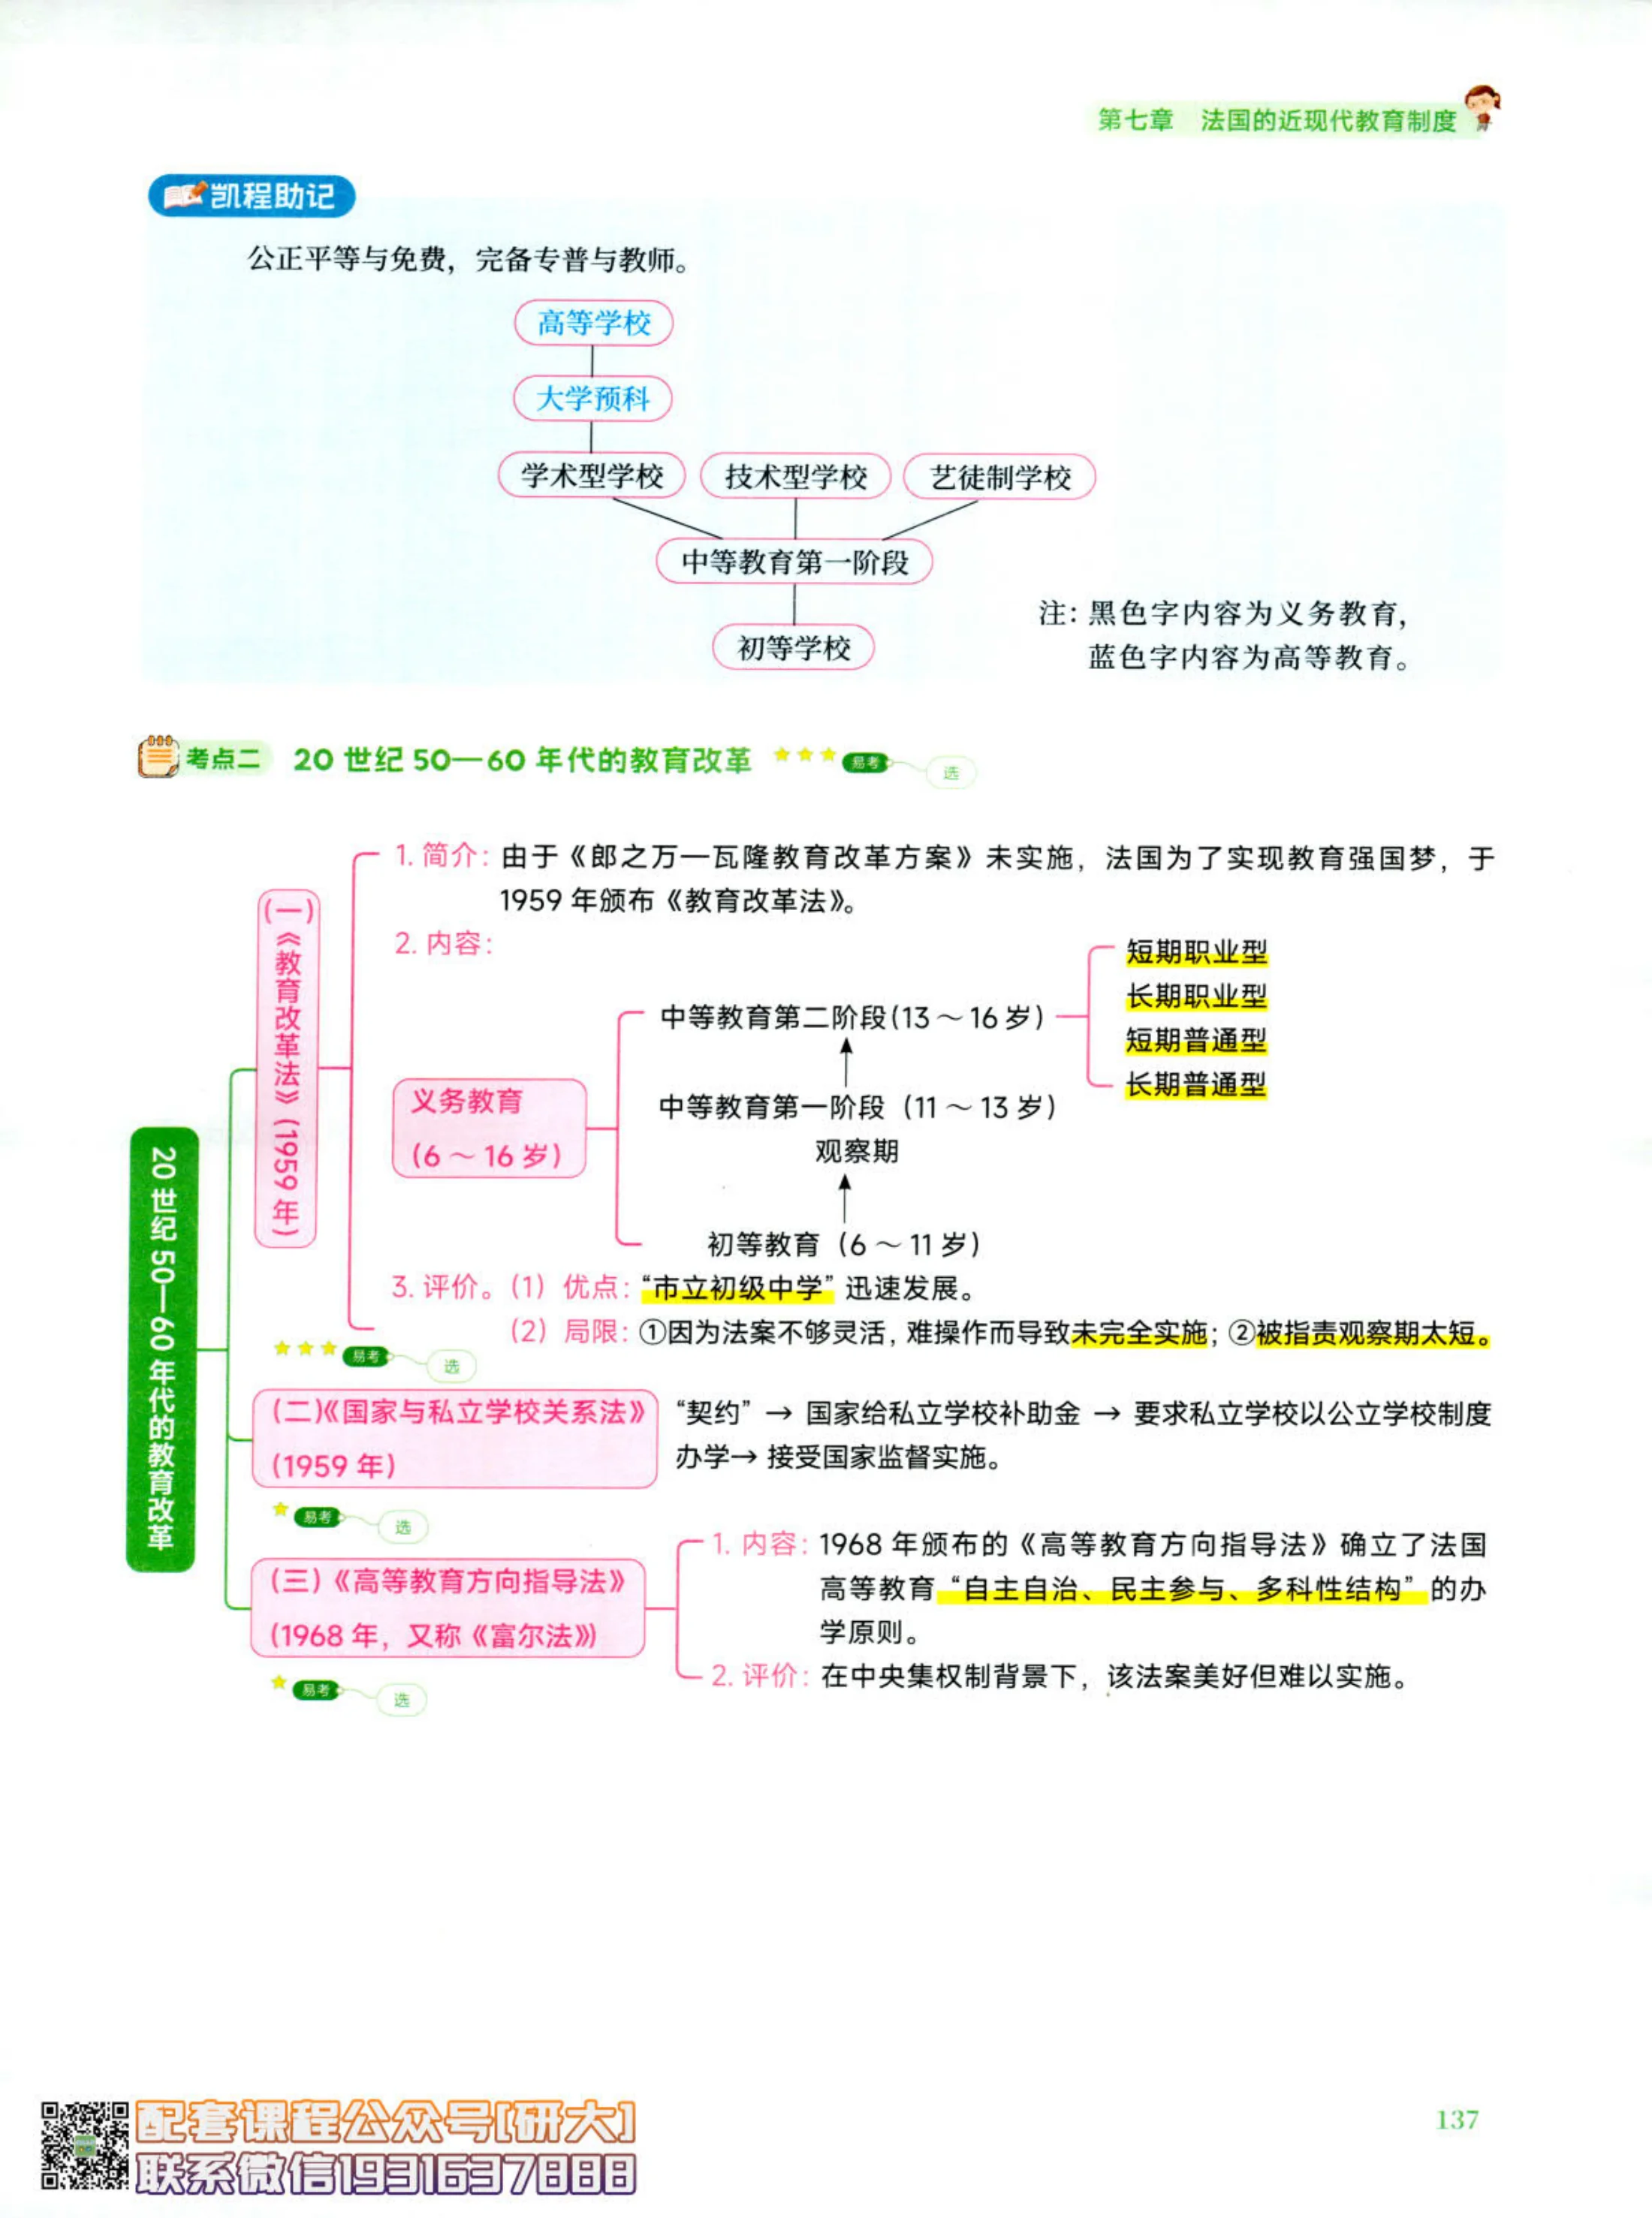 第七章 法国的近现代教育制度
凯程助记
公正平等与免费，完备专普与教师。
高等学校
大学预科
学术型学校 技术型学校 艺徒制学校
中等教育第一阶段
初等学校
注：黑色字内容为义务教育，
蓝色字内容为高等教育。
考点二 20世纪50—60年代的教育改革 易考 选
20世纪50—60年代的教育改革
(一)《教育改革法》(1959年)
1. 简介：由于《郎之万—瓦隆教育改革方案》未实施，法国为了实现教育强国梦，于
1959年颁布《教育改革法》。
2. 内容：
义务教育
(6～16岁)
中等教育第二阶段(13～16岁)
短期职业型
长期职业型
短期普通型
长期普通型
中等教育第一阶段（11～13岁）
观察期
初等教育（6～11岁）
3. 评价。（1）优点：“市立初级中学”迅速发展。
（2）局限：①因为法案不够灵活，难操作而导致未完全实施；②被指责观察期太短。
易考 选
(二)《国家与私立学校关系法》
(1959年)
“契约”→ 国家给私立学校补助金 → 要求私立学校以公立学校制度
办学→ 接受国家监督实施。
易考 选
(三)《高等教育方向指导法》
(1968年，又称《富尔法》)
1. 内容：1968年颁布的《高等教育方向指导法》确立了法国
高等教育“自主自治、民主参与、多科性结构”的办
学原则。
2. 评价：在中央集权制背景下，该法案美好但难以实施。
易考 选
配套课程公众号[研大]
联系微信1931637888
137